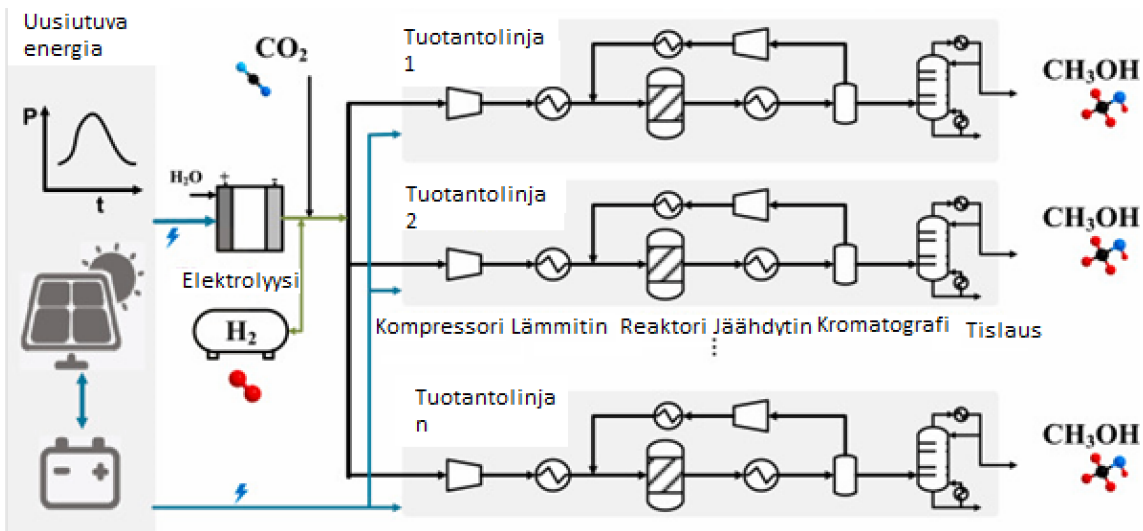 Uusiutuva
energia
P
t
CO₂
H₂O
+
-
Elektrolyysi
H₂
- +
Tuotantolinja
1
CH₃OH
Tuotantolinja
2
CH₃OH
Kompressori Lämmitin Reaktori Jäähdytin Kromatografi Tislaus
Tuotantolinja
n
CH₃OH